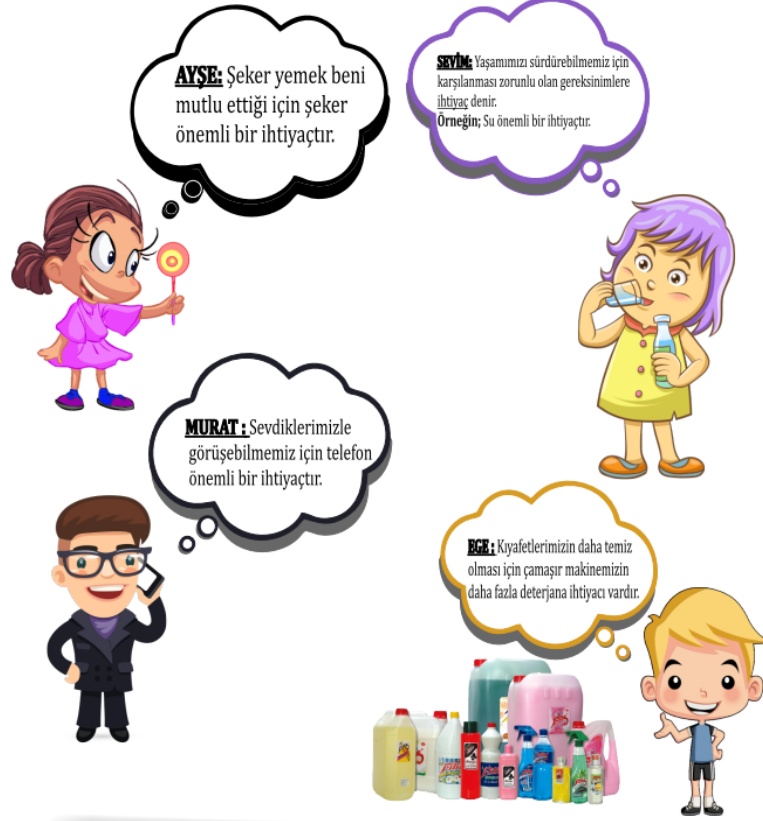 AYŞE: Şeker yemek beni
mutlu ettiği için şeker
önemli bir ihtiyaçtır.
SEVİM: Yaşamımızı sürdürebilmemiz için
karşılanması zorunlu olan gereksinimlere
ihtiyaç denir.
Örneğin; Su önemli bir ihtiyaçtır.
MURAT : Sevdiklerimizle
görüşebilmemiz için telefon
önemli bir ihtiyaçtır.
EGE : Kıyafetlerimizin daha temiz
olması için çamaşır makinemizin
daha fazla deterjana ihtiyacı vardır.